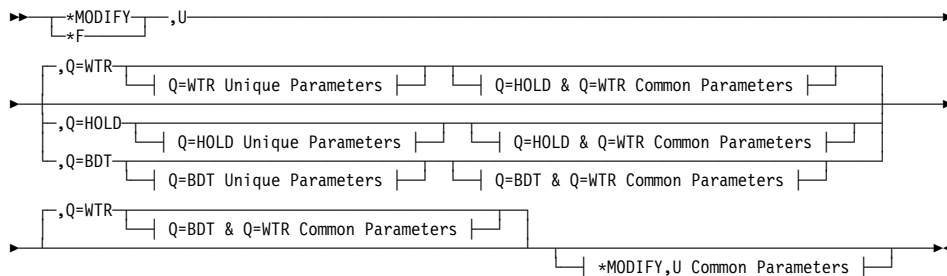 *MODIFY ,U
*F
,Q=WTR
Q=WTR Unique Parameters Q=HOLD & Q=WTR Common Parameters
,Q=HOLD
Q=HOLD Unique Parameters Q=HOLD & Q=WTR Common Parameters
,Q=BDT
Q=BDT Unique Parameters Q=BDT & Q=WTR Common Parameters
,Q=WTR
Q=BDT & Q=WTR Common Parameters
*MODIFY,U Common Parameters